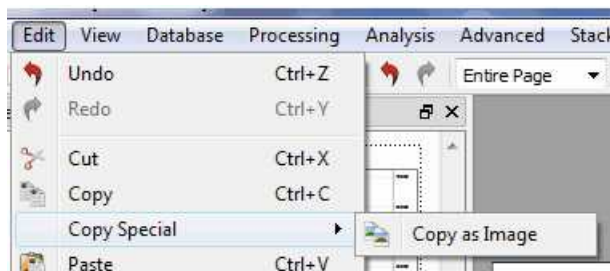 Edit View Database Processing Analysis Advanced Stack
Undo Ctrl+Z Entire Page
Redo Ctrl+Y
Cut Ctrl+X
Copy Ctrl+C
Copy Special Copy as Image
Paste Ctrl+V